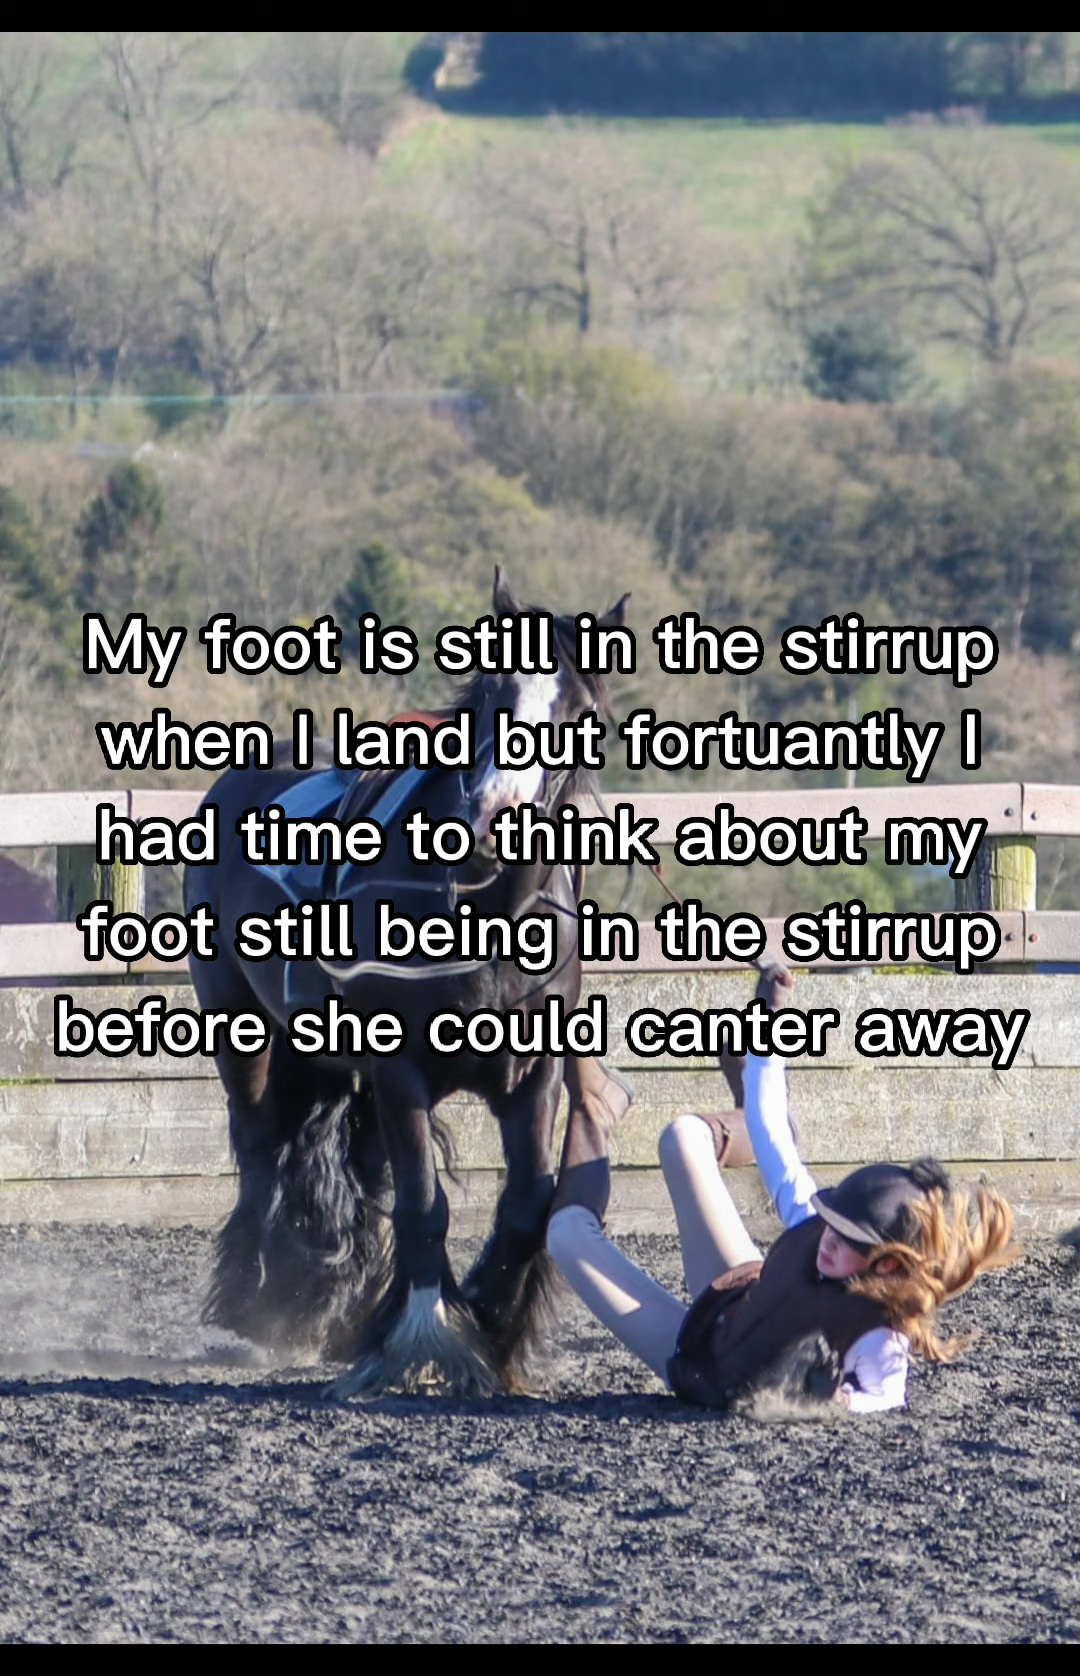 My foot is still in the stirrup
when I land but fortuantly I
had time to think about my
foot still being in the stirrup
before she could canter away